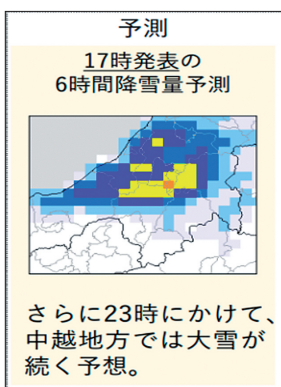 予測
17時発表の
6時間降雪量予測
さらに23時にかけて、
中越地方では大雪が
続く予想。